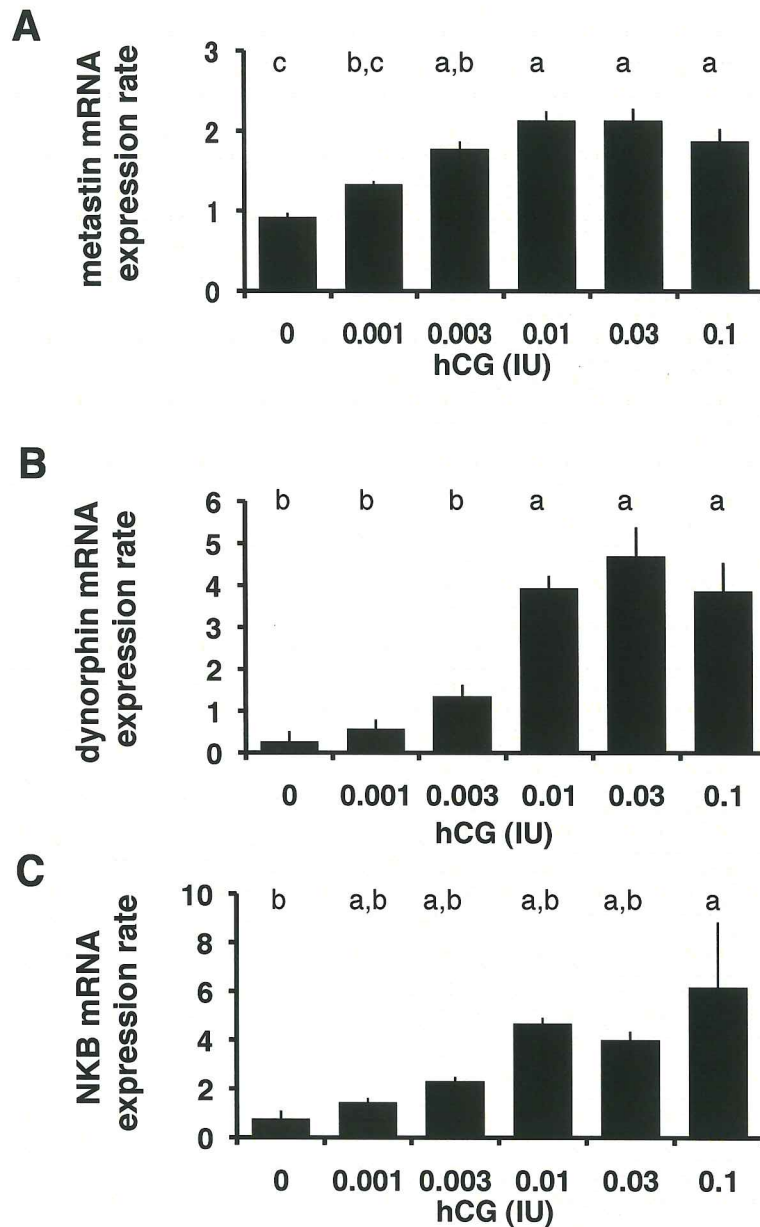 A
metastin mRNA
expression rate
3
2
1
0
c b,c a,b a a a
0 0.001 0.003 0.01 0.03 0.1
hCG (IU)
B
dynorphin mRNA
expression rate
6
5
4
3
2
1
0
b b b a a a
0 0.001 0.003 0.01 0.03 0.1
hCG (IU)
C
NKB mRNA
expression rate
10
8
6
4
2
0
b a,b a,b a,b a,b a
0 0.001 0.003 0.01 0.03 0.1
hCG (IU)